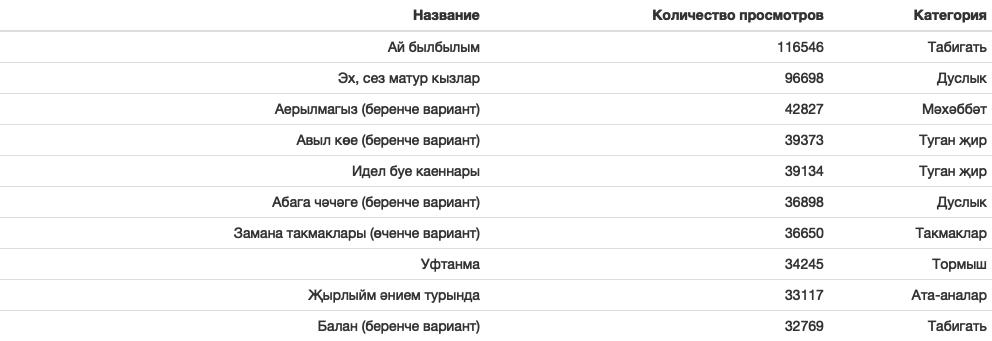 Название Количество просмотров Категория
Ай былбылым 116546 Табигать
Эх, сез матур кызлар 96698 Дуслык
Аерылмагыз (беренче вариант) 42827 Мәхәббәт
Авыл көе (беренче вариант) 39373 Туган җир
Идел буе каеннары 39134 Туган җир
Абага чәчәге (беренче вариант) 36898 Дуслык
Замана такмаклары (өченче вариант) 36650 Такмаклар
Уфтанма 34245 Тормыш
Җырлыйм әнием турында 33117 Ата-аналар
Балан (беренче вариант) 32769 Табигать